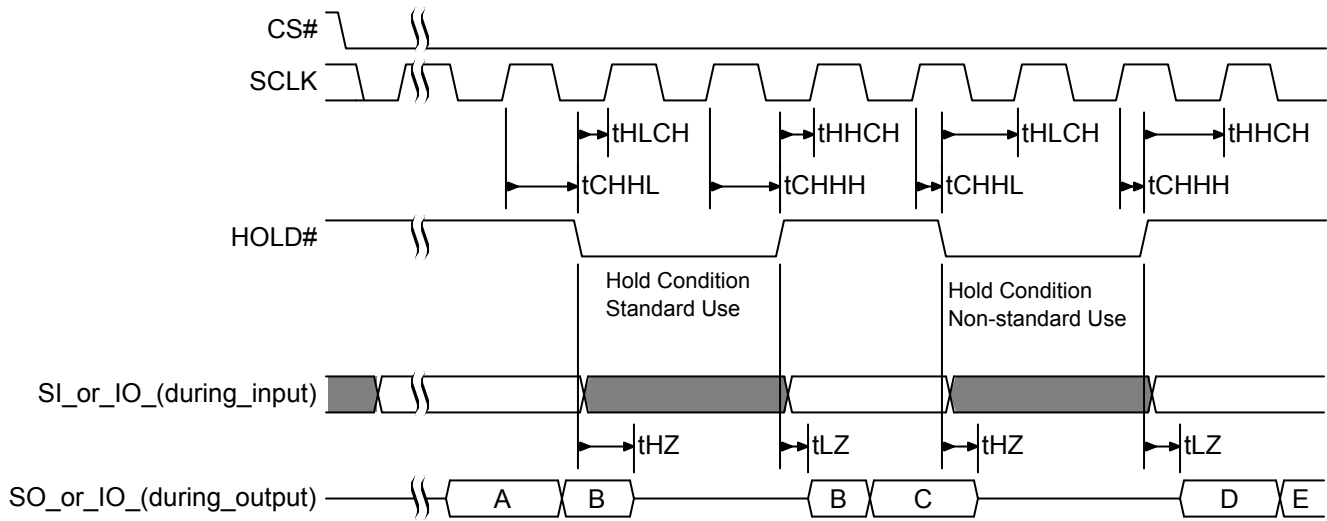 CS#
SCLK
tHLCH tHHCH tHLCH tHHCH
tCHHL tCHHH tCHHL tCHHH
HOLD#
Hold Condition
Standard Use
Hold Condition
Non-standard Use
SI_or_IO_(during_input)
tHZ tLZ tHZ tLZ
SO_or_IO_(during_output) A B B C D E